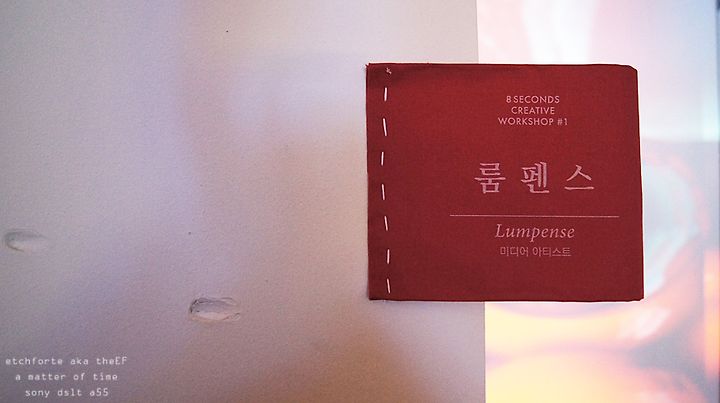 8 SECONDS
CREATIVE
WORKSHOP #1
룸펜스
Lumpense
미디어 아티스트
etchforte aka theEF
a matter of time
sony dslt a55